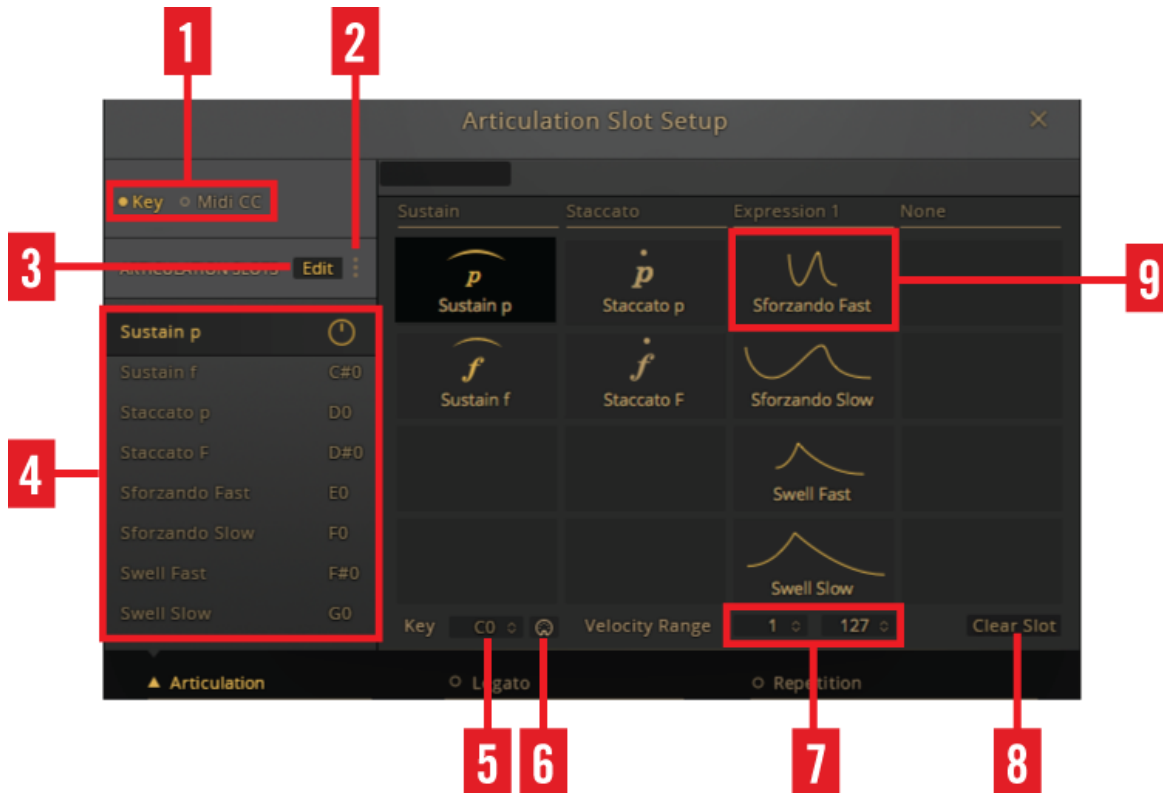 1 2
Articulation Slot Setup
Key Midi CC
Sustain Staccato Expression 1 None
3 ARTICULATION SLOTS Edit
p p 9
Sustain p Staccato p Sforzando Fast
Sustain p
Sustain f C#0
f f
Sustain f Staccato F Sforzando Slow
Staccato p D0
Staccato F D#0
4
Sforzando Fast E0
Swell Fast
Sforzando Slow F0
Swell Fast F#0
Swell Slow
Swell Slow G0
Key C0 Velocity Range 1 127 Clear Slot
Articulation Legato Repetition
5 6 7 8